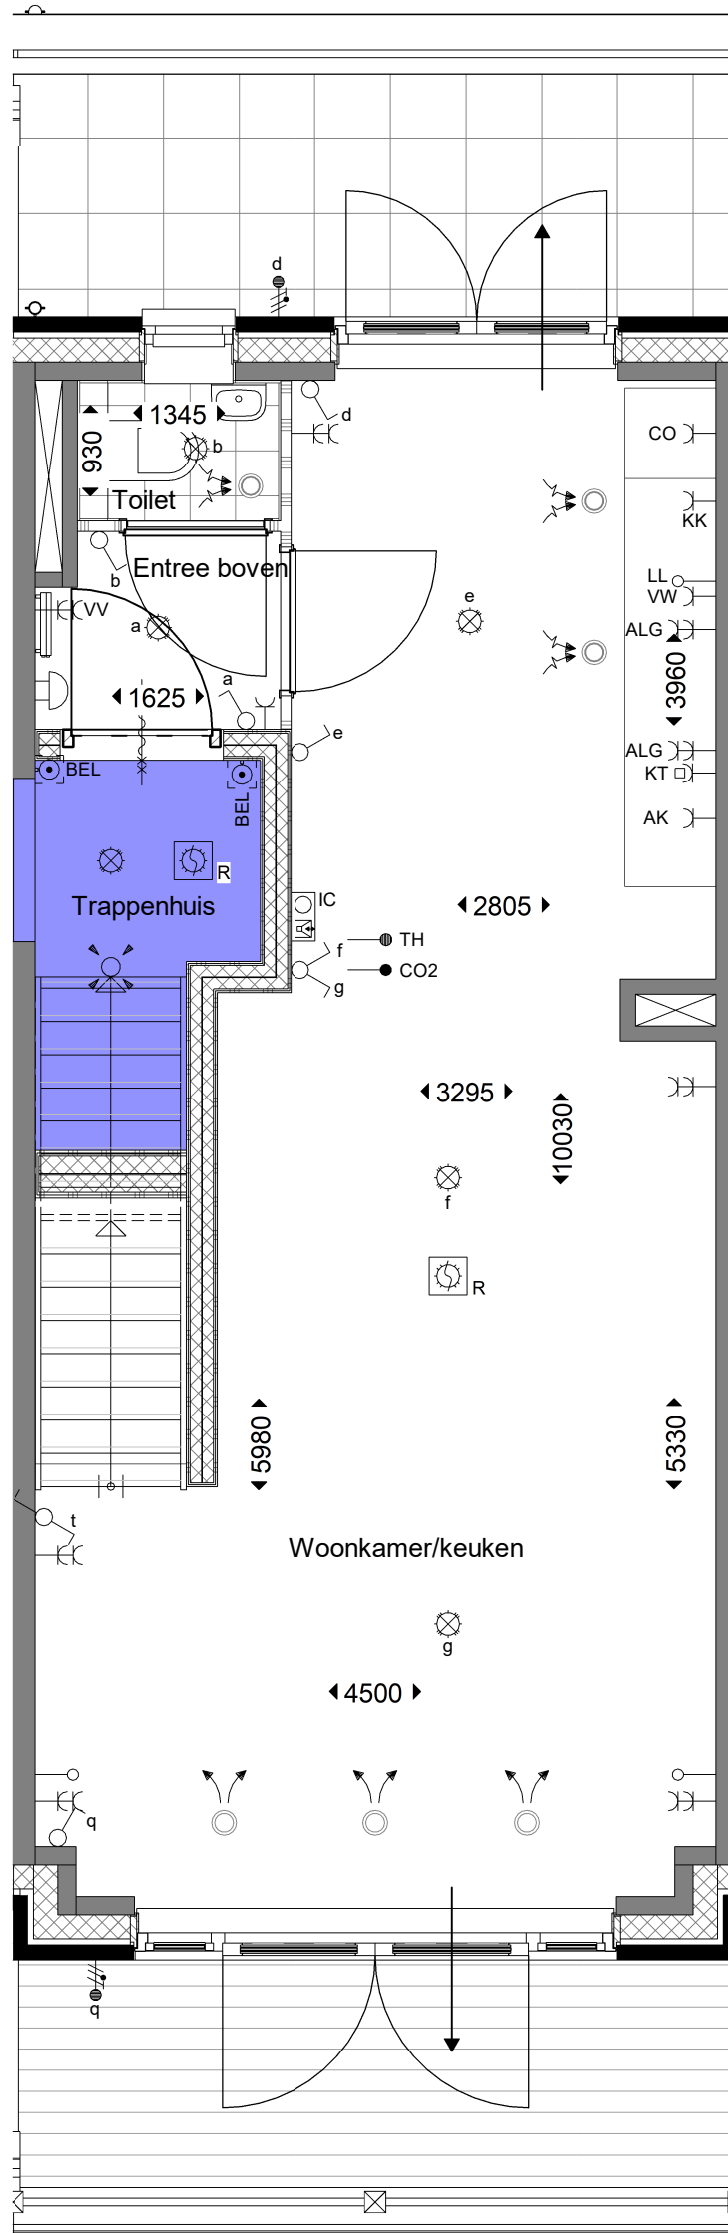 d
d
1345
CO
b
930
Toilet
KK
Entree boven
b
LL
VW
VV
a
e
ALG
3960
a
1625
e
ALG
BEL
KT
BEL
AK
R
Trappenhuis
IC
2805
f
TH
g
CO2
3295
10030
f
R
5980
5330
t
Woonkamer/keuken
g
4500
q
q